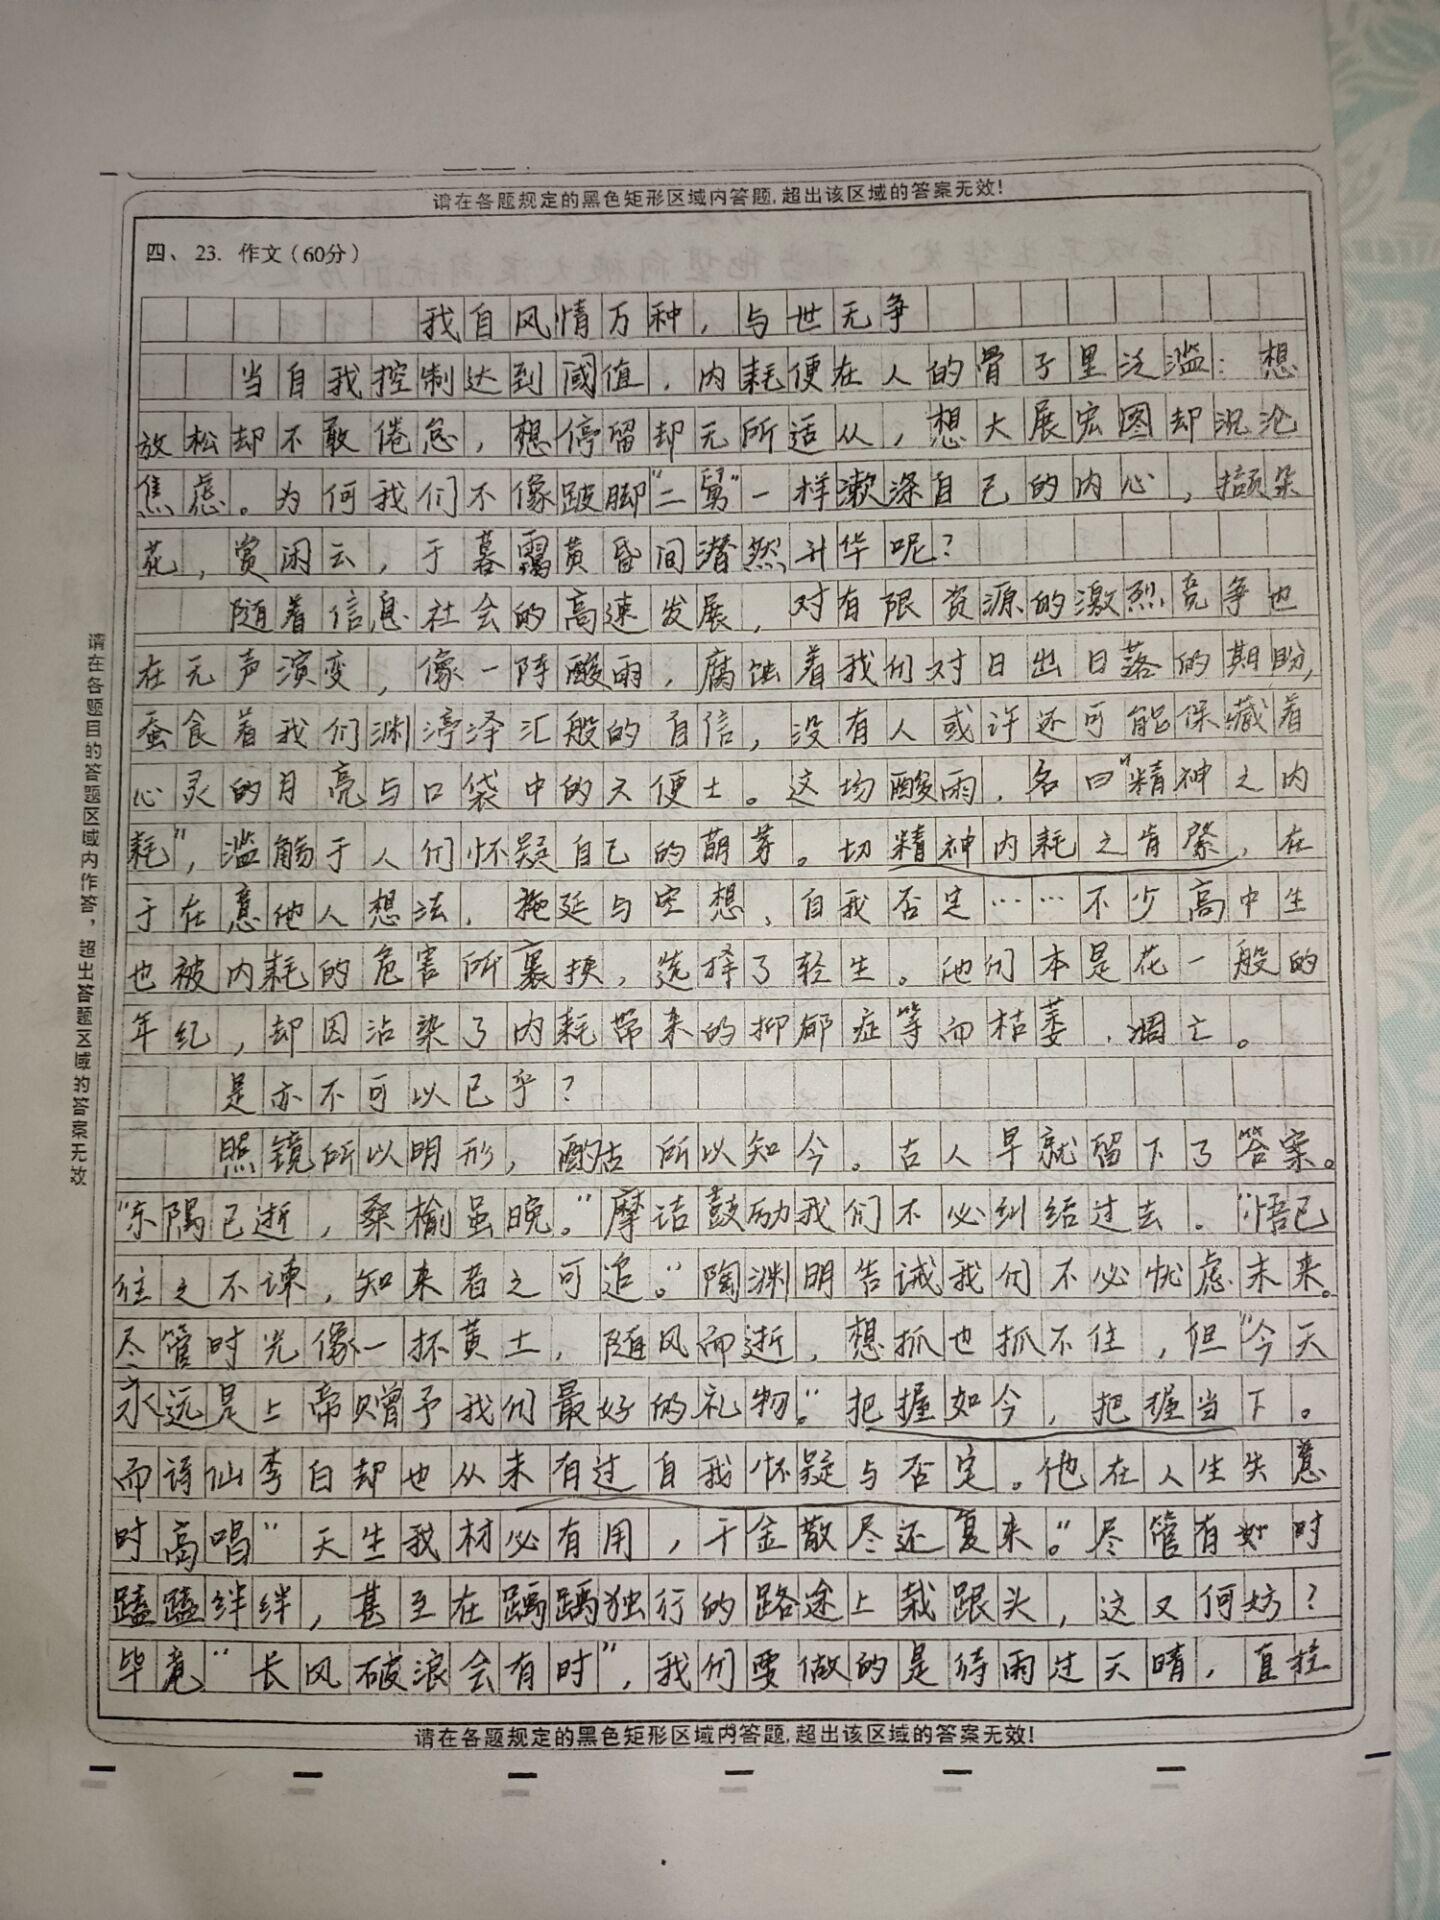 请在各题规定的黑色矩形区域内答题,超出该区域的答案无效!
四、23. 作文(60分)
我自风情万种，与世无争
当自我控制达到阈值，内耗便在人的骨子里泛滥：想
放松却不敢倦怠，想停留却无所适从，想大展宏图却沉沦
焦虑。为何我们不像跛脚“二舅”一样漱涤自己的内心，撷朵
花，赏闲云，于暮霭黄昏间潜然升华呢？
随着信息社会的高速发展，对有限资源的激烈竞争也
在无声演变，像一阵酸雨，腐蚀着我们对日出日落的期盼，
蚕食着我们渊渟泽汇般的自信，没有人或许还可能保藏着
心灵的月亮与口袋中的六便士。这场酸雨，名曰“精神之内
耗”，滥觞于人们怀疑自己的萌芽。切精神内耗之肯綮，在
于在意他人想法，拖延与空想，自我否定……不少高中生
也被内耗的危害所裹挟，选择了轻生。他们本是花一般的
年纪，却因沾染了内耗带来的抑郁症等而枯萎，凋亡。
是亦不可以已乎？
照镜所以明形，酌古所以知今。古人早就留下了答案。
“东隅已逝，桑榆虽晚。”摩诘鼓励我们不必纠结过去。“悟已
往之不谏，知来者之可追。”陶渊明告诫我们不必忧虑未来。
尽管时光像一抔黄土，随风而逝，想抓也抓不住，但“今天
永远是上帝赠予我们最好的礼物。”把握如今，把握当下。
而诗仙李白却也从未有过自我怀疑与否定。他在人生失意
时高唱“天生我材必有用，千金散尽还复来。”尽管有如时
磕磕绊绊，甚至在踽踽独行的路途上栽跟头，这又何妨？
毕竟“长风破浪会有时”，我们要做的是待雨过天晴，直挂
请在各题规定的黑色矩形区域内答题,超出该区域的答案无效!
请在各题目的答题区域内作答，超出答题区域的答案无效